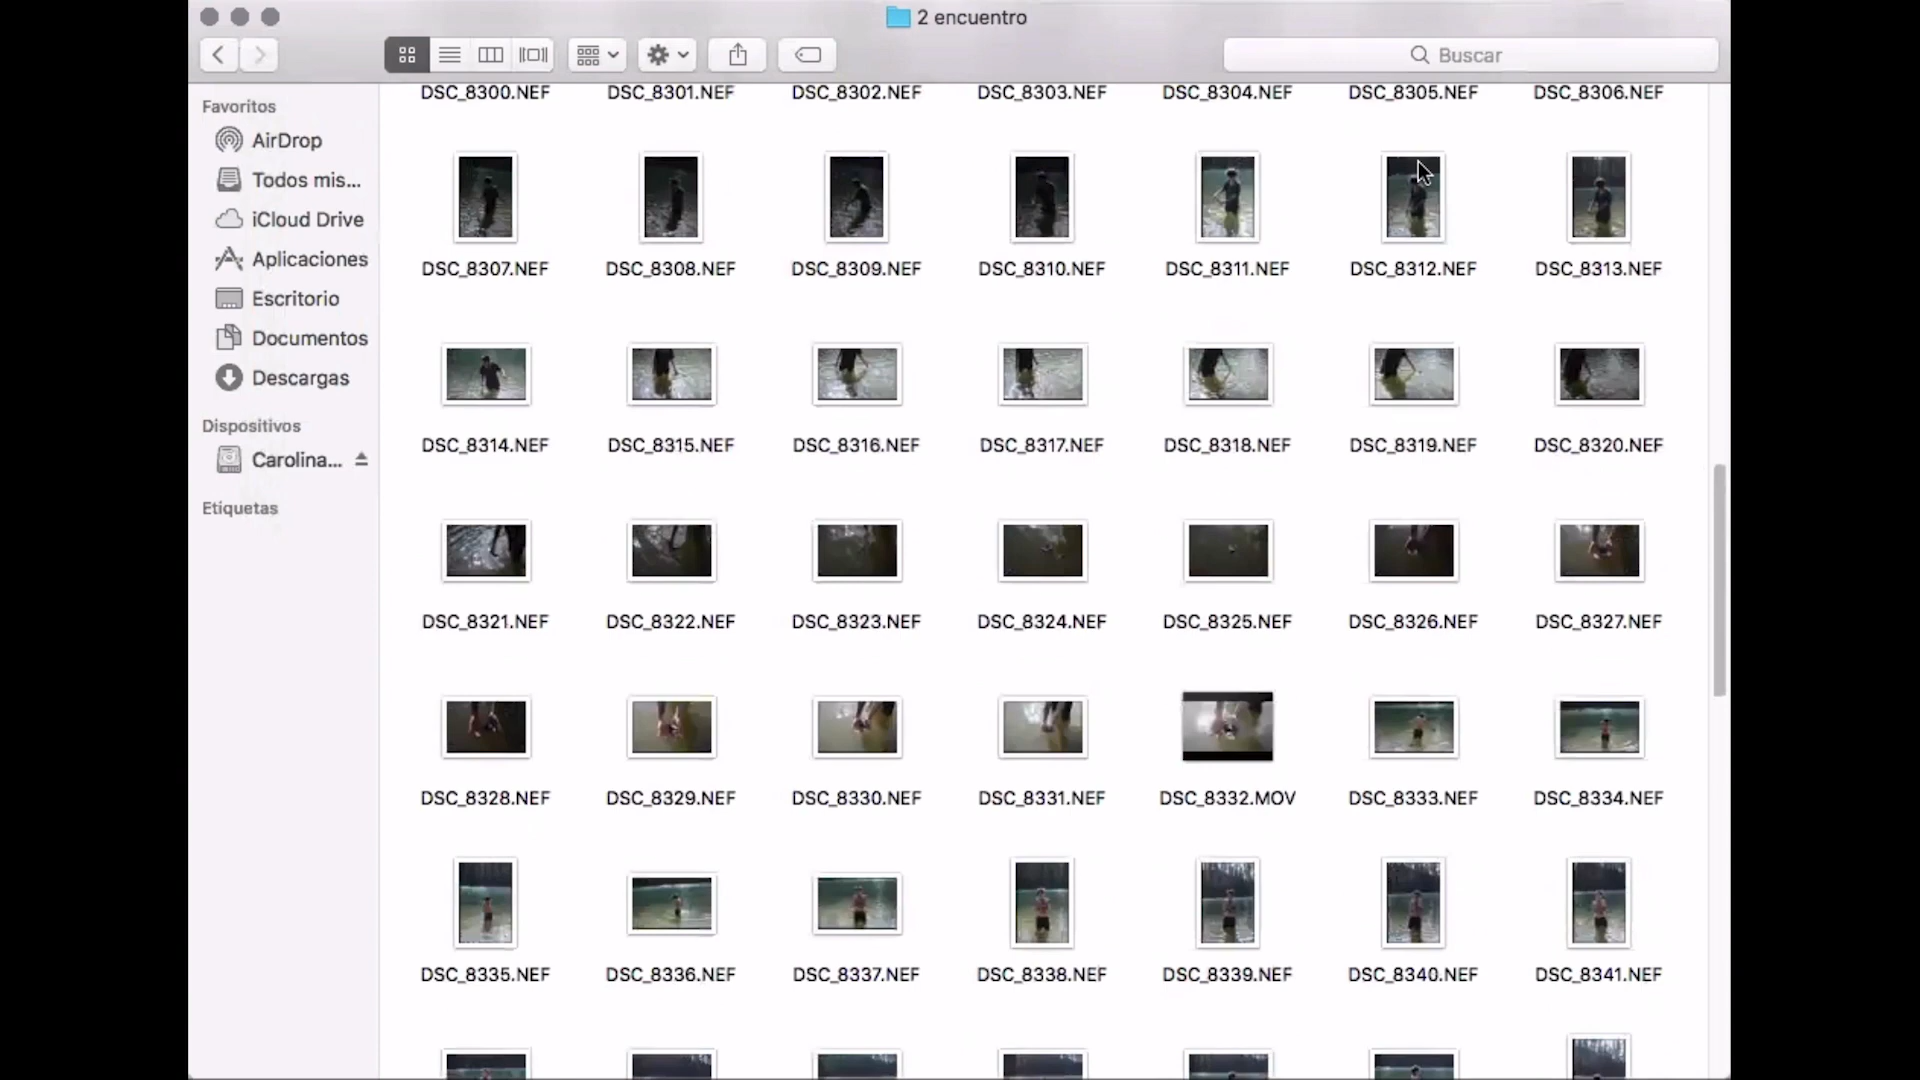 2 encuentro
Buscar
Favoritos
AirDrop
Todos mis...
iCloud Drive
Aplicaciones
Escritorio
Documentos
Descargas
Dispositivos
Carolina...
Etiquetas
DSC_8300.NEF DSC_8301.NEF DSC_8302.NEF DSC_8303.NEF DSC_8304.NEF DSC_8305.NEF DSC_8306.NEF
DSC_8307.NEF DSC_8308.NEF DSC_8309.NEF DSC_8310.NEF DSC_8311.NEF DSC_8312.NEF DSC_8313.NEF
DSC_8314.NEF DSC_8315.NEF DSC_8316.NEF DSC_8317.NEF DSC_8318.NEF DSC_8319.NEF DSC_8320.NEF
DSC_8321.NEF DSC_8322.NEF DSC_8323.NEF DSC_8324.NEF DSC_8325.NEF DSC_8326.NEF DSC_8327.NEF
DSC_8328.NEF DSC_8329.NEF DSC_8330.NEF DSC_8331.NEF DSC_8332.MOV DSC_8333.NEF DSC_8334.NEF
DSC_8335.NEF DSC_8336.NEF DSC_8337.NEF DSC_8338.NEF DSC_8339.NEF DSC_8340.NEF DSC_8341.NEF